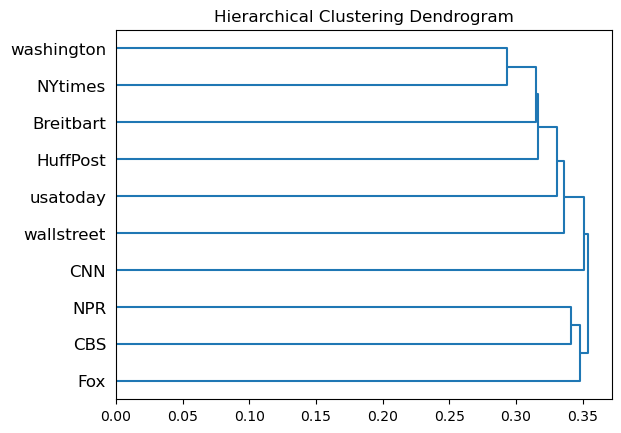 Hierarchical Clustering Dendrogram
washington
NYtimes
Breitbart
HuffPost
usatoday
wallstreet
CNN
NPR
CBS
Fox
0.00 0.05 0.10 0.15 0.20 0.25 0.30 0.35